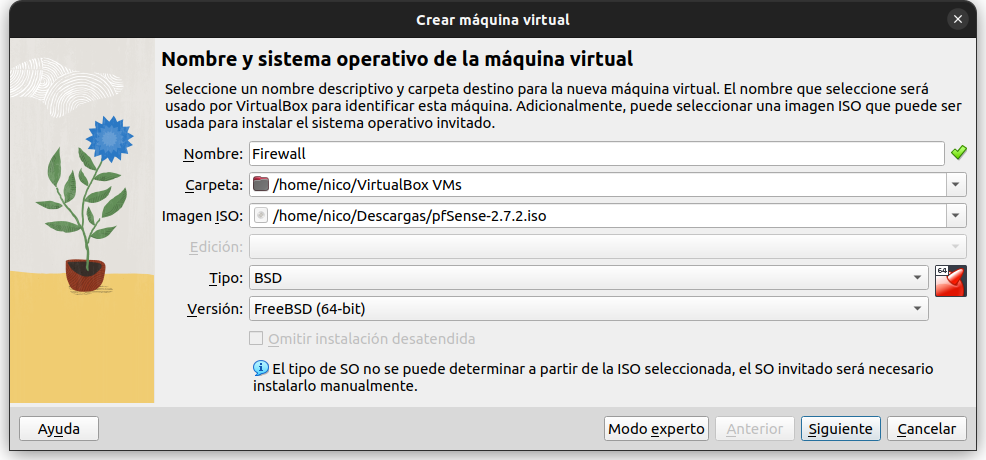 Crear máquina virtual
Nombre y sistema operativo de la máquina virtual
Seleccione un nombre descriptivo y carpeta destino para la nueva máquina virtual. El nombre que seleccione será
usado por VirtualBox para identificar esta máquina. Adicionalmente, puede seleccionar una imagen ISO que puede ser
usada para instalar el sistema operativo invitado.
Nombre: Firewall
Carpeta: /home/nico/VirtualBox VMs
Imagen ISO: /home/nico/Descargas/pfSense-2.7.2.iso
Edición:
Tipo: BSD
64
Versión: FreeBSD (64-bit)
Omitir instalación desatendida
El tipo de SO no se puede determinar a partir de la ISO seleccionada, el SO invitado será necesario
instalarlo manualmente.
Ayuda Modo experto Anterior Siguiente Cancelar